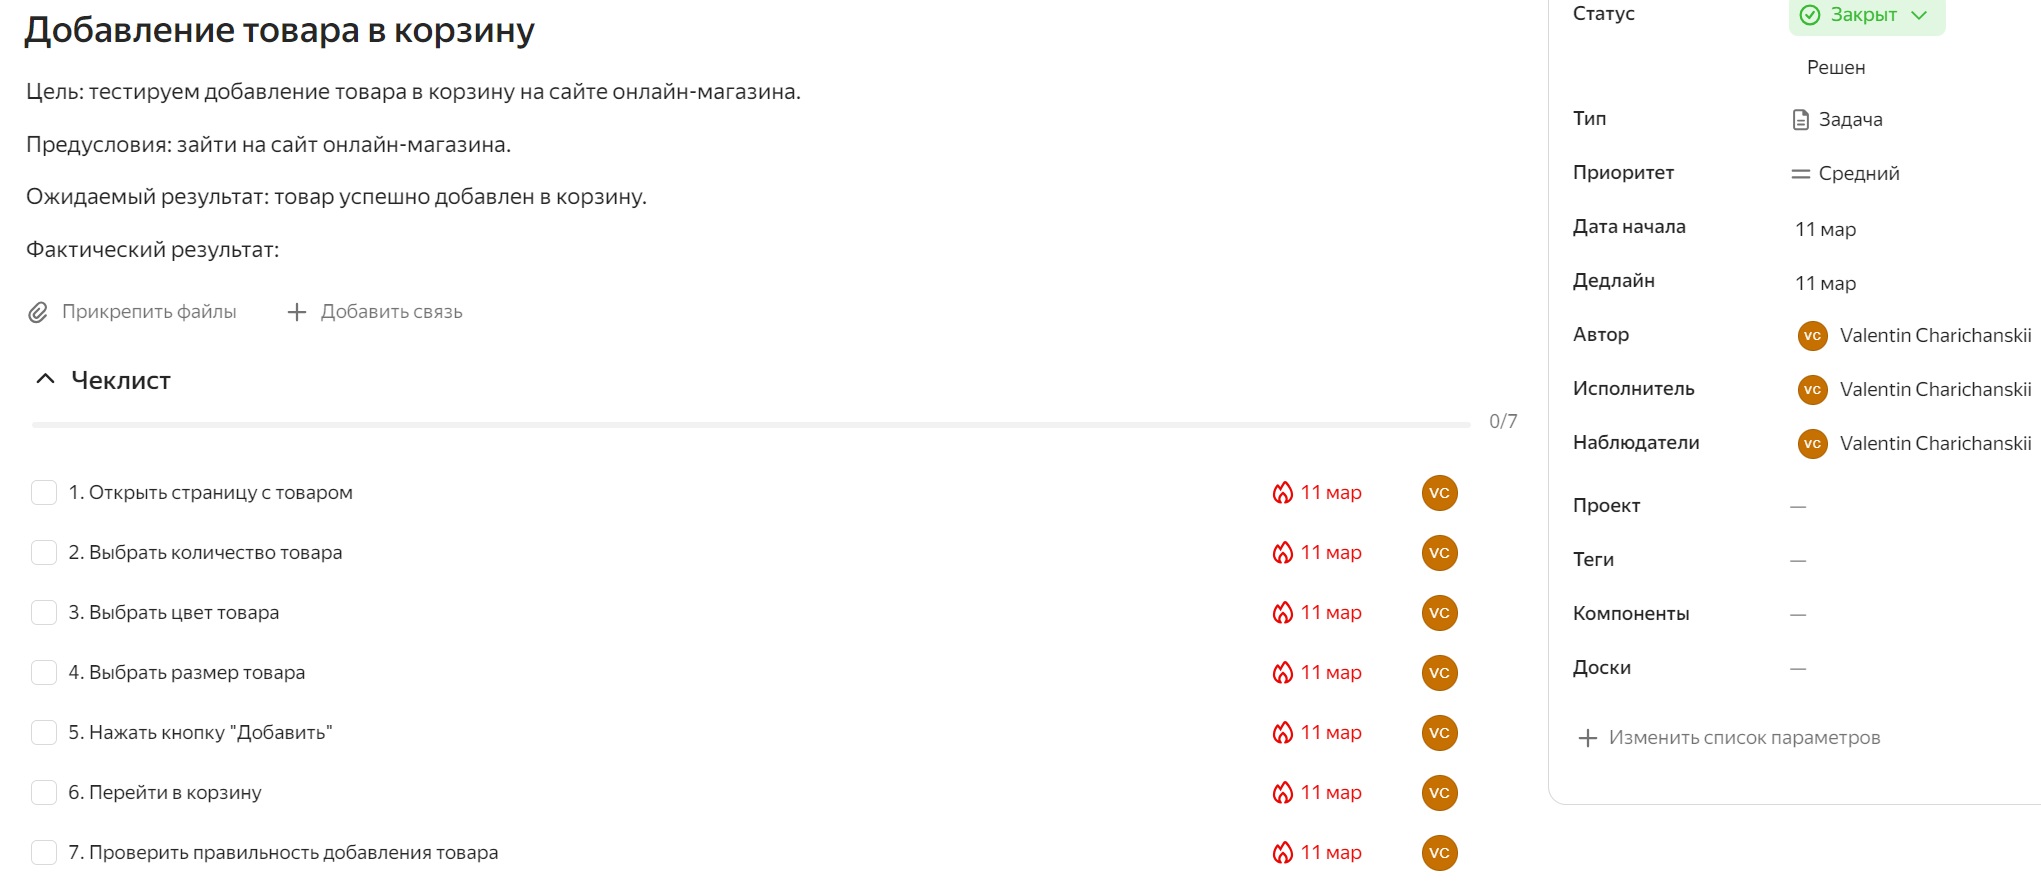 Добавление товара в корзину
Цель: тестируем добавление товара в корзину на сайте онлайн-магазина.
Предусловия: зайти на сайт онлайн-магазина.
Ожидаемый результат: товар успешно добавлен в корзину.
Фактический результат:
Прикрепить файлы
Добавить связь
Чеклист
0/7
1. Открыть страницу с товаром 11 мар VC
2. Выбрать количество товара 11 мар VC
3. Выбрать цвет товара 11 мар VC
4. Выбрать размер товара 11 мар VC
5. Нажать кнопку "Добавить" 11 мар VC
6. Перейти в корзину 11 мар VC
7. Проверить правильность добавления товара 11 мар VC
Статус Закрыт
Решен
Тип Задача
Приоритет Средний
Дата начала 11 мар
Дедлайн 11 мар
Автор VC Valentin Charichanskii
Исполнитель VC Valentin Charichanskii
Наблюдатели VC Valentin Charichanskii
Проект —
Теги —
Компоненты —
Доски —
Изменить список параметров